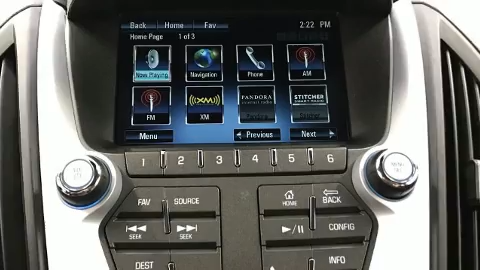 Back Home Fav 2:22 PM
Home Page 1 of 3
Now Playing Navigation Phone AM
XM PANDORA STITCHER
FM XM
Menu Previous Next
1 2 3 4 5 6
FAV SOURCE HOME BACK
SEEK SEEK CONFIG
DEST INFO